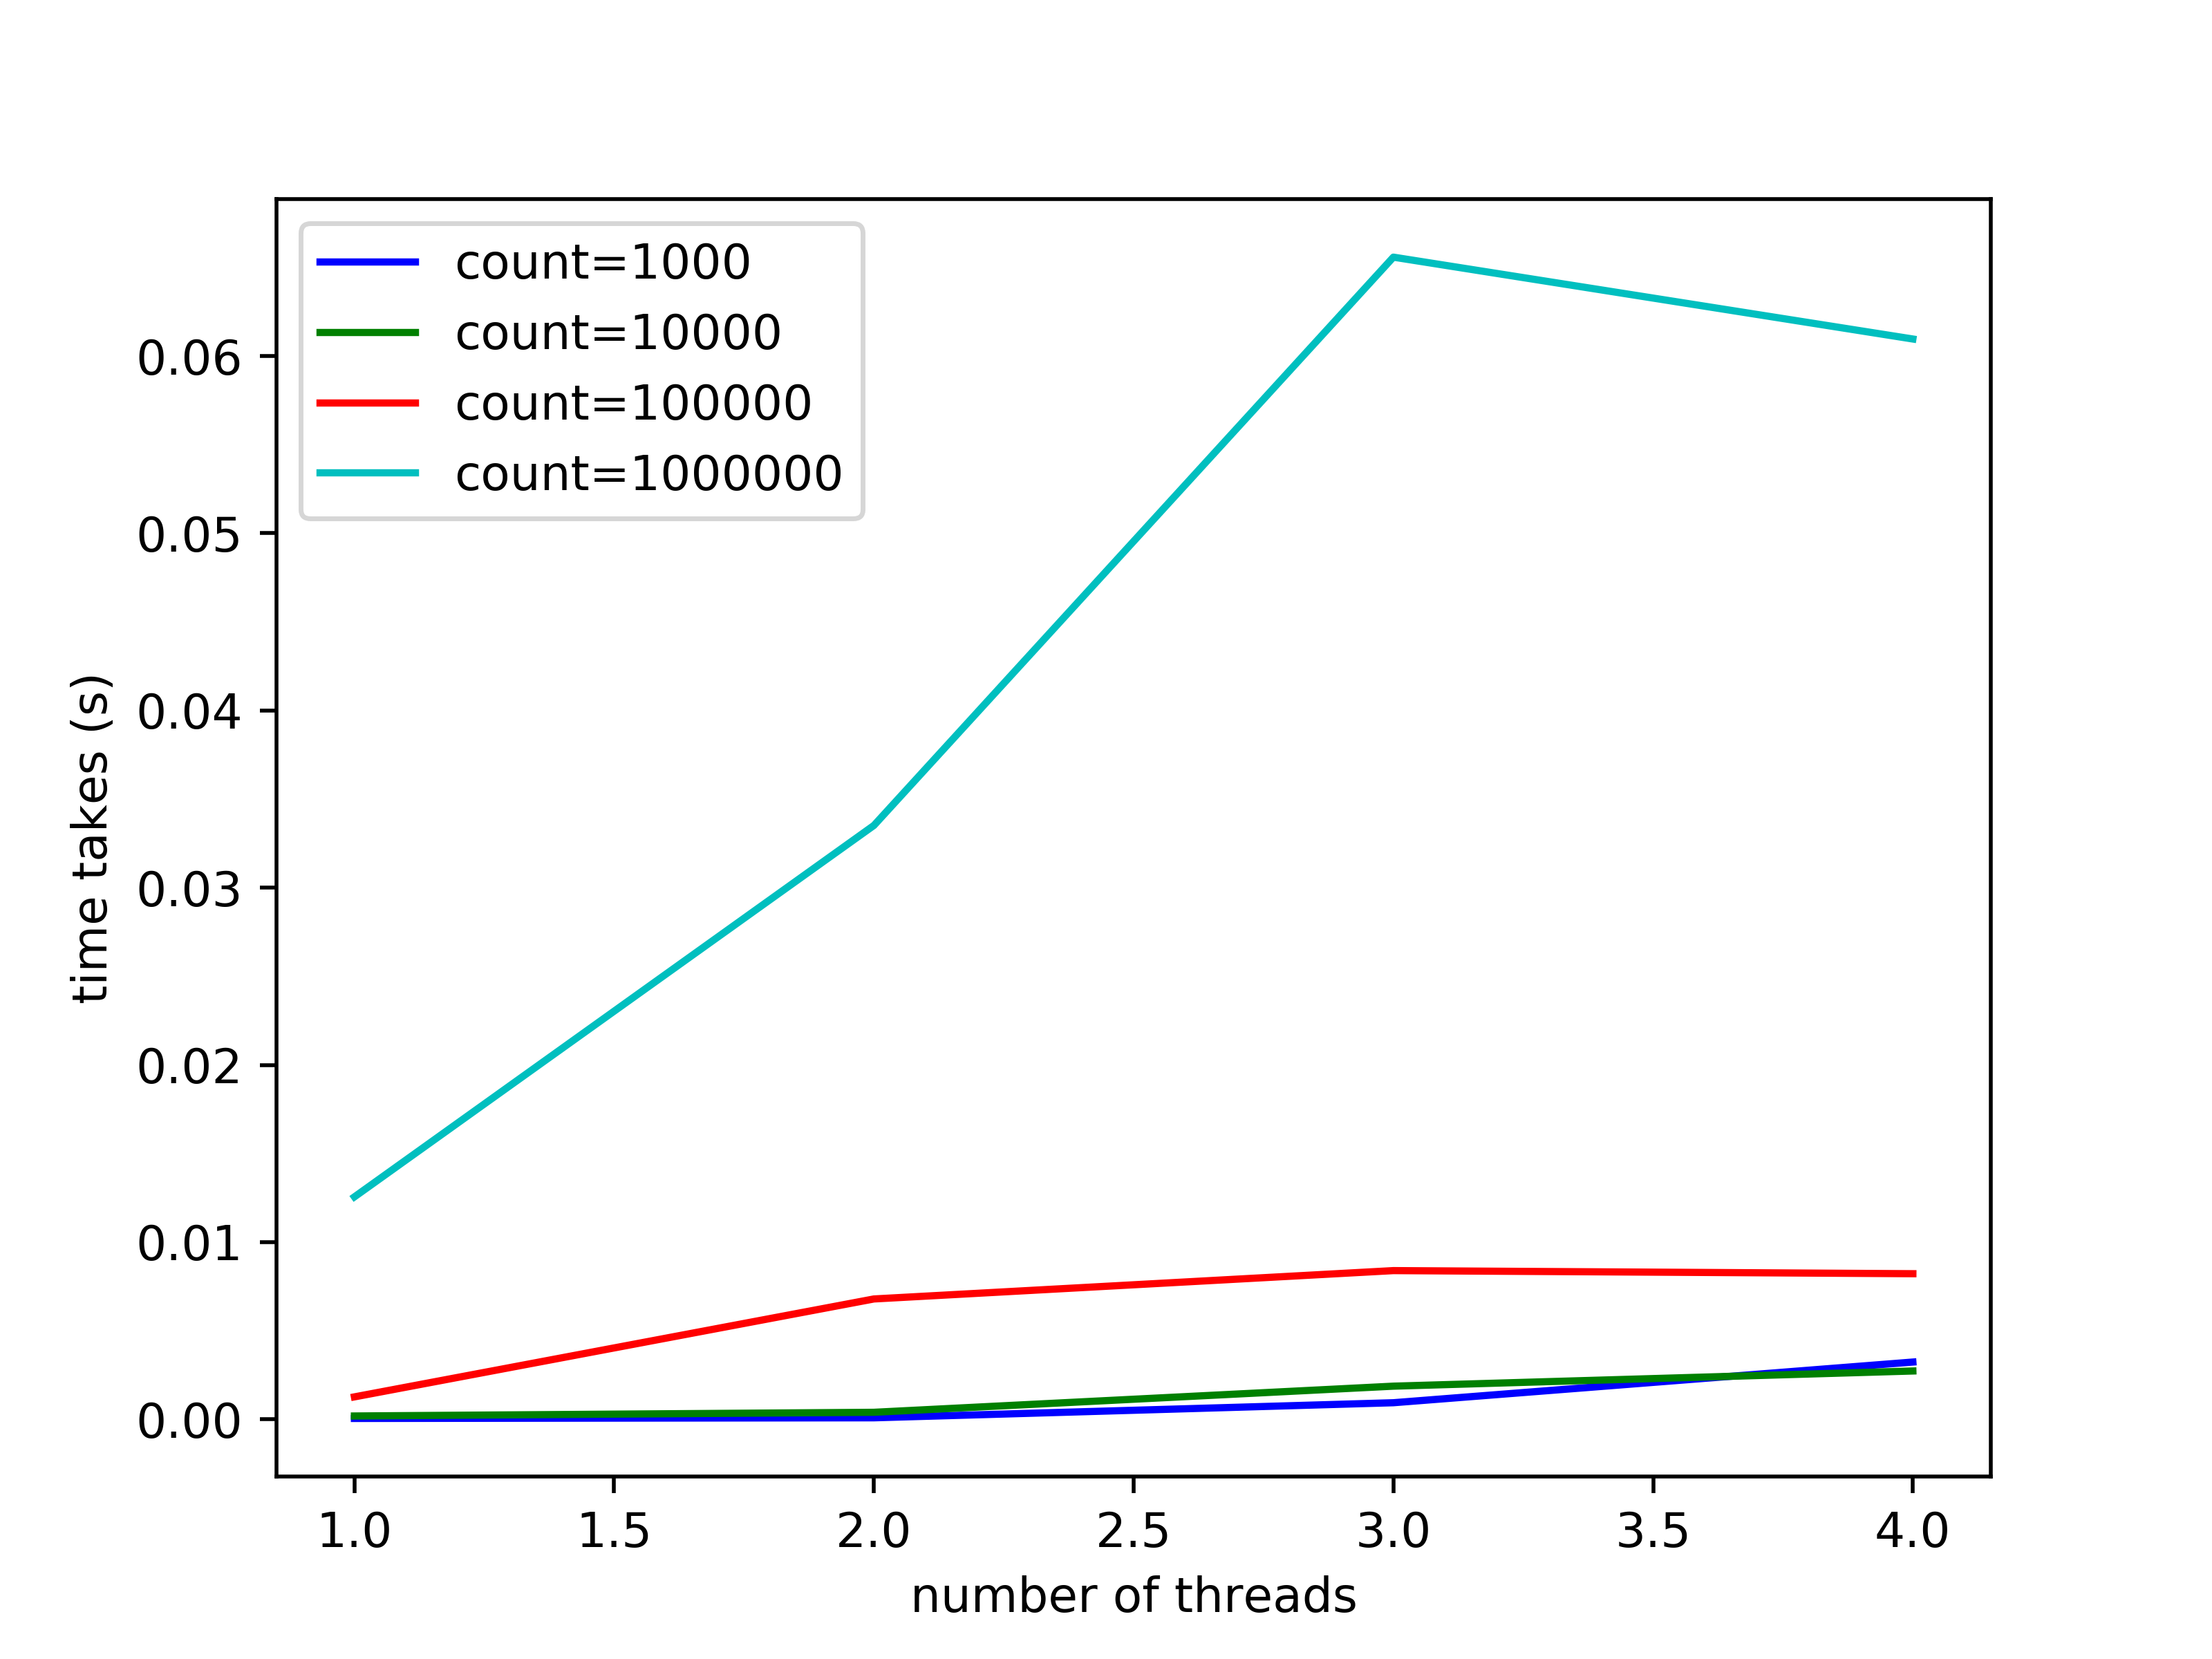 count=1000
count=10000
count=100000
count=1000000
time takes (s)
0.06
0.05
0.04
0.03
0.02
0.01
0.00
1.0 1.5 2.0 2.5 3.0 3.5 4.0
number of threads